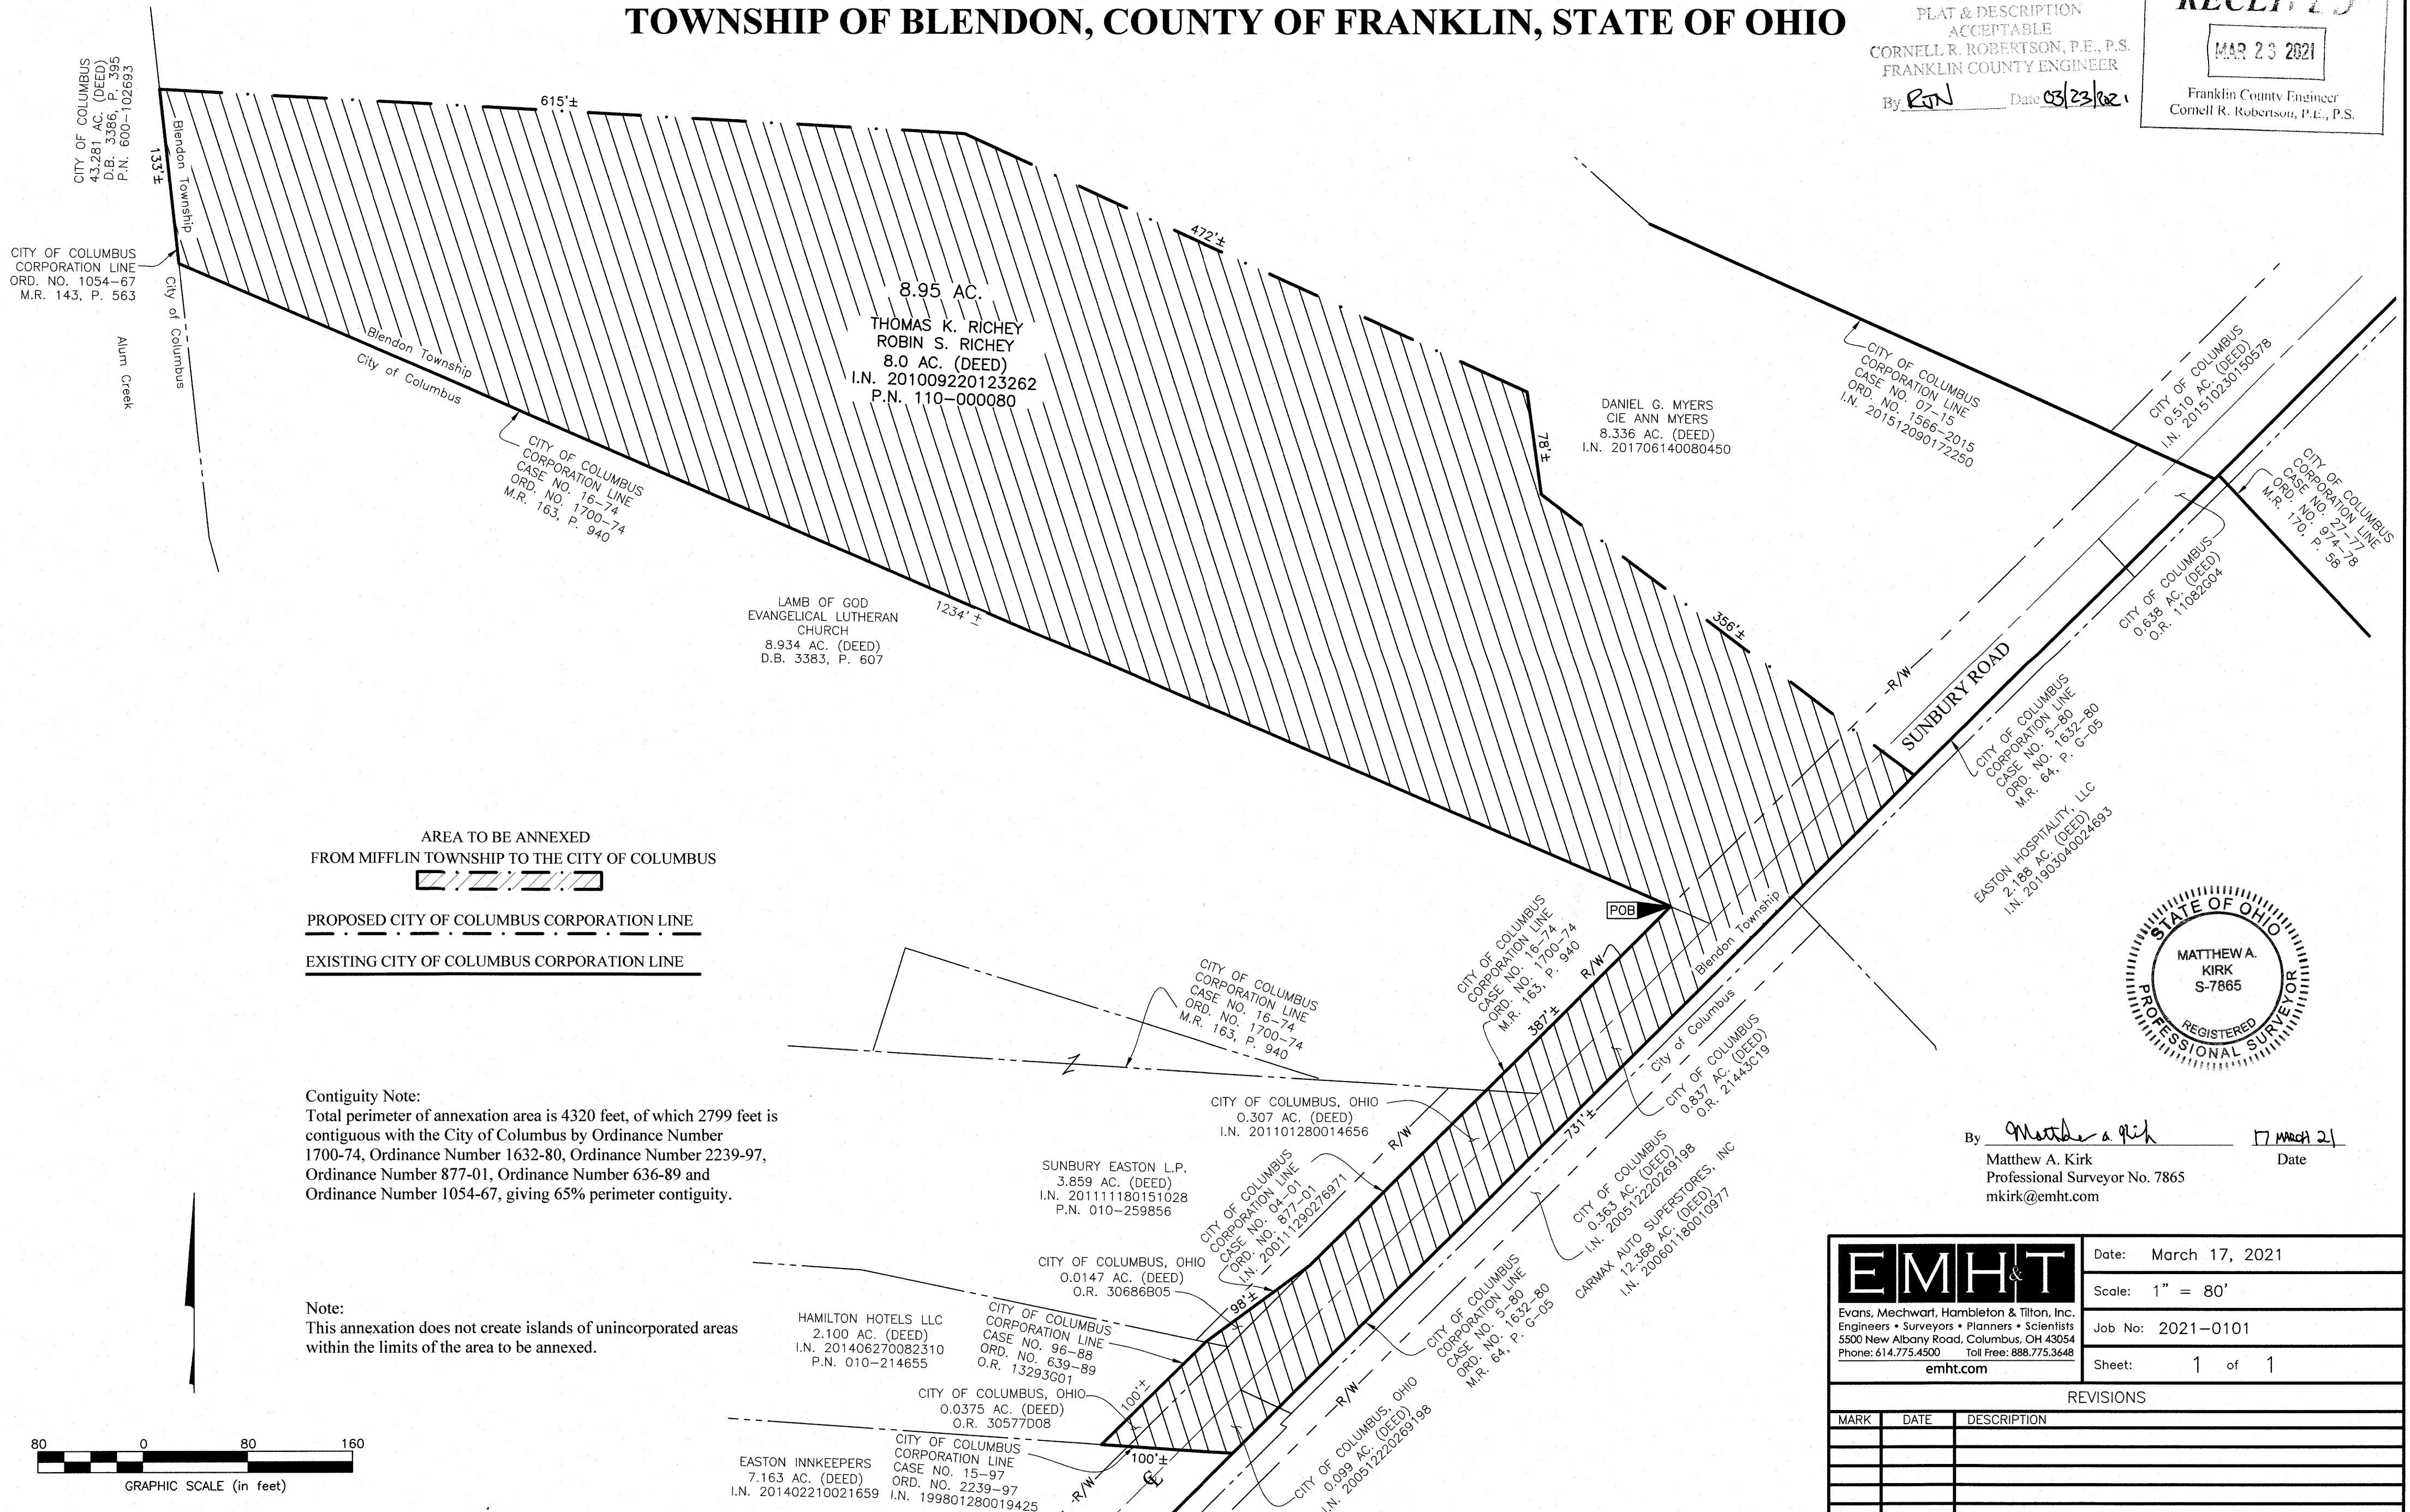 TOWNSHIP OF BLENDON, COUNTY OF FRANKLIN, STATE OF OHIO
PLAT & DESCRIPTION
ACCEPTABLE
CORNELL R. ROBERTSON, P.E., P.S.
FRANKLIN COUNTY ENGINEER
By RJN Date 03/23/2021
RECEIVED
MAR 23 2021
Franklin County Engineer
Cornell R. Robertson, P.E., P.S.
CITY OF COLUMBUS
43.281 AC. (DEED)
D.B. 3386, P. 395
P.N. 600-102693
133'±
Blendon Township
615'±
472'±
CITY OF COLUMBUS
CORPORATION LINE
ORD. NO. 1054-67
M.R. 143, P. 563
City of Columbus
Alum Creek
Blendon Township
City of Columbus
8.95 AC.
THOMAS K. RICHEY
ROBIN S. RICHEY
8.0 AC. (DEED)
I.N. 201009220123262
P.N. 110-000080
CITY OF COLUMBUS
CORPORATION LINE
CASE NO. 16-74
ORD. NO. 1700-74
M.R. 163, P. 940
78'±
DANIEL G. MYERS
CIE ANN MYERS
8.336 AC. (DEED)
I.N. 201706140080450
CITY OF COLUMBUS
CORPORATION LINE
CASE NO. 07-15
ORD. NO. 1566-2015
I.N. 201512090172250
CITY OF COLUMBUS
0.510 AC. (DEED)
I.N. 201510230150578
CITY OF COLUMBUS
CORPORATION LINE
CASE NO. 27-77
ORD. NO. 974-78
M.R. 170, P. 58
CITY OF COLUMBUS
0.638 AC. (DEED)
O.R. 11082G04
LAMB OF GOD
EVANGELICAL LUTHERAN
CHURCH
8.934 AC. (DEED)
D.B. 3383, P. 607
1234'±
356'±
R/W
SUNBURY ROAD
CITY OF COLUMBUS
CORPORATION LINE
CASE NO. 5-80
ORD. NO. 1632-80
M.R. 64, P. G-05
EASTON HOSPITALITY, LLC
2.188 AC. (DEED)
I.N. 201903040024693
AREA TO BE ANNEXED
FROM MIFFLIN TOWNSHIP TO THE CITY OF COLUMBUS
PROPOSED CITY OF COLUMBUS CORPORATION LINE
EXISTING CITY OF COLUMBUS CORPORATION LINE
POB
CITY OF COLUMBUS
CORPORATION LINE
CASE NO. 16-74
ORD. NO. 1700-74
M.R. 163, P. 940
R/W
387'±
Blendon Township
City of Columbus
CITY OF COLUMBUS
CORPORATION LINE
CASE NO. 16-74
ORD. NO. 1700-74
M.R. 163, P. 940
Z
STATE OF OHIO
MATTHEW A.
KIRK
S-7865
REGISTERED
PROFESSIONAL SURVEYOR
Contiguity Note:
Total perimeter of annexation area is 4320 feet, of which 2799 feet is
contiguous with the City of Columbus by Ordinance Number
1700-74, Ordinance Number 1632-80, Ordinance Number 2239-97,
Ordinance Number 877-01, Ordinance Number 636-89 and
Ordinance Number 1054-67, giving 65% perimeter contiguity.
CITY OF COLUMBUS, OHIO
0.307 AC. (DEED)
I.N. 201101280014656
CITY OF COLUMBUS
0.837 AC. (DEED)
O.R. 21443C19
731'±
R/W
SUNBURY EASTON L.P.
3.859 AC. (DEED)
I.N. 201111180151028
P.N. 010-259856
CITY OF COLUMBUS
CORPORATION LINE
CASE NO. 04-01
ORD. NO. 877-01
I.N. 200111290276971
CITY OF COLUMBUS
0.363 AC. (DEED)
I.N. 200512220269198
CARMAX AUTO SUPERSTORES, INC
12.368 AC. (DEED)
I.N. 200601180010977
By Matthew A. Kirk 17 MARCH 21
Matthew A. Kirk Date
Professional Surveyor No. 7865
mkirk@emht.com
CITY OF COLUMBUS, OHIO
0.0147 AC. (DEED)
O.R. 30686B05
98'±
Note:
This annexation does not create islands of unincorporated areas
within the limits of the area to be annexed.
HAMILTON HOTELS LLC
2.100 AC. (DEED)
I.N. 201406270082310
P.N. 010-214655
CITY OF COLUMBUS
CORPORATION LINE
CASE NO. 96-88
ORD. NO. 639-89
O.R. 13293G01
CITY OF COLUMBUS
CORPORATION LINE
CASE NO. 5-80
ORD. NO. 1632-80
M.R. 64, P. G-05
R/W
100'±
CITY OF COLUMBUS, OHIO
0.0375 AC. (DEED)
O.R. 30577D08
CITY OF COLUMBUS, OHIO
0.099 AC. (DEED)
I.N. 200512220269198
100'±
EASTON INNKEEPERS
7.163 AC. (DEED)
I.N. 201402210021659
CITY OF COLUMBUS
CORPORATION LINE
CASE NO. 15-97
ORD. NO. 2239-97
I.N. 199801280019425
R/W
80 0 80 160
GRAPHIC SCALE (in feet)
EMH&T
Evans, Mechwart, Hambleton & Tilton, Inc.
Engineers • Surveyors • Planners • Scientists
5500 New Albany Road, Columbus, OH 43054
Phone: 614.775.4500 Toll Free: 888.775.3648
emht.com
Date: March 17, 2021
Scale: 1" = 80'
Job No: 2021-0101
Sheet: 1 of 1
REVISIONS
MARK DATE DESCRIPTION